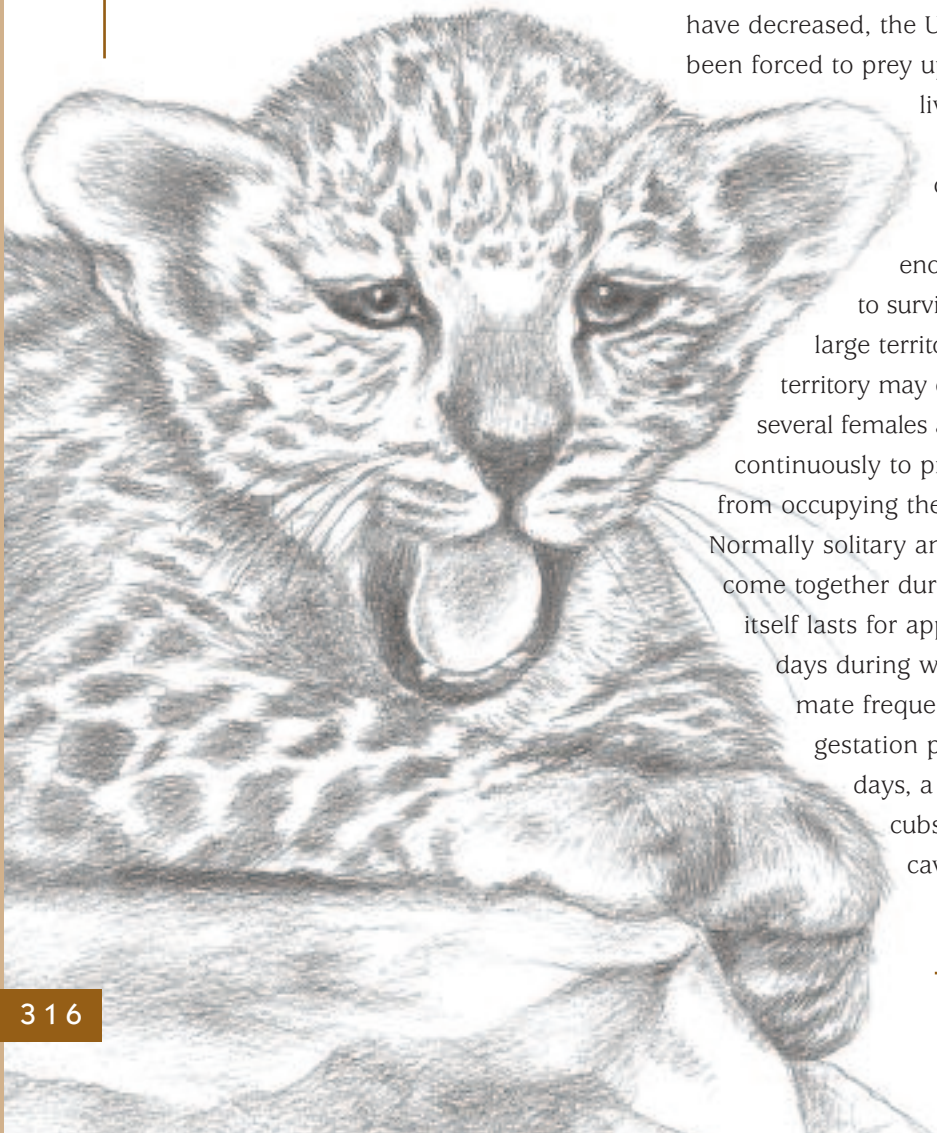 have decreased, the U
been forced to prey u
liv
eno
to survi
large territo
territory may
several females
continuously to p
from occupying the
Normally solitary an
come together dur
itself lasts for app
days during w
mate freque
gestation p
days, a
cubs
cav
316